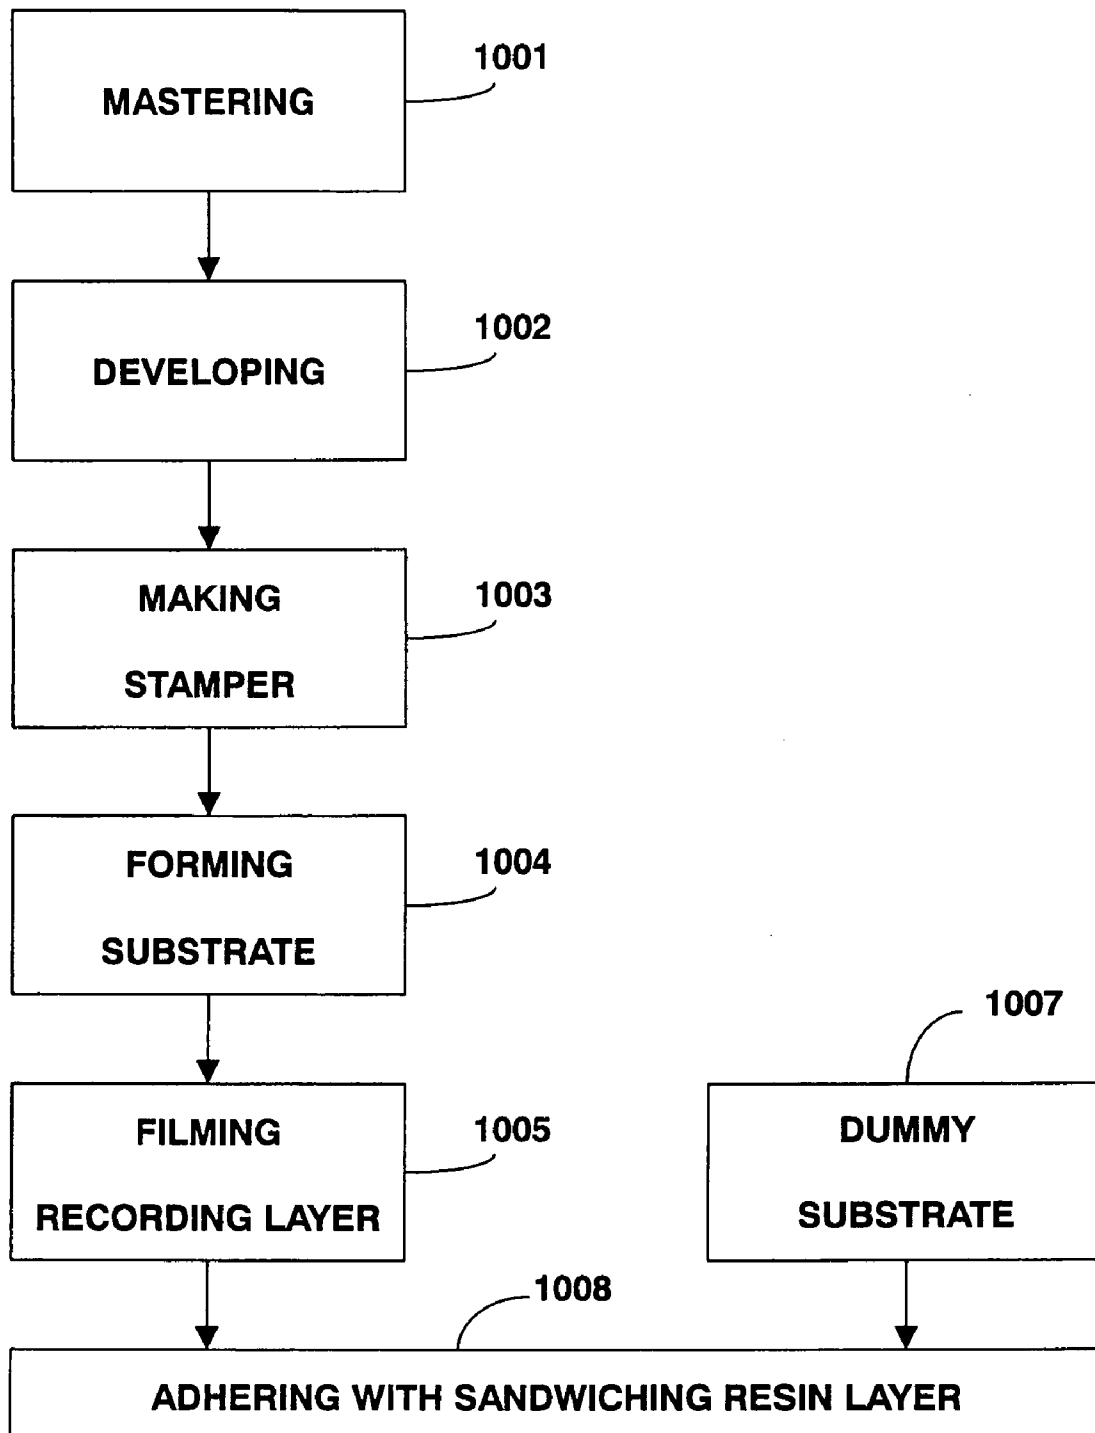 1001
MASTERING
1002
DEVELOPING
1003
MAKING
STAMPER
1004
FORMING
SUBSTRATE
1007
1005
FILMING
RECORDING LAYER
DUMMY
SUBSTRATE
1008
ADHERING WITH SANDWICHING RESIN LAYER